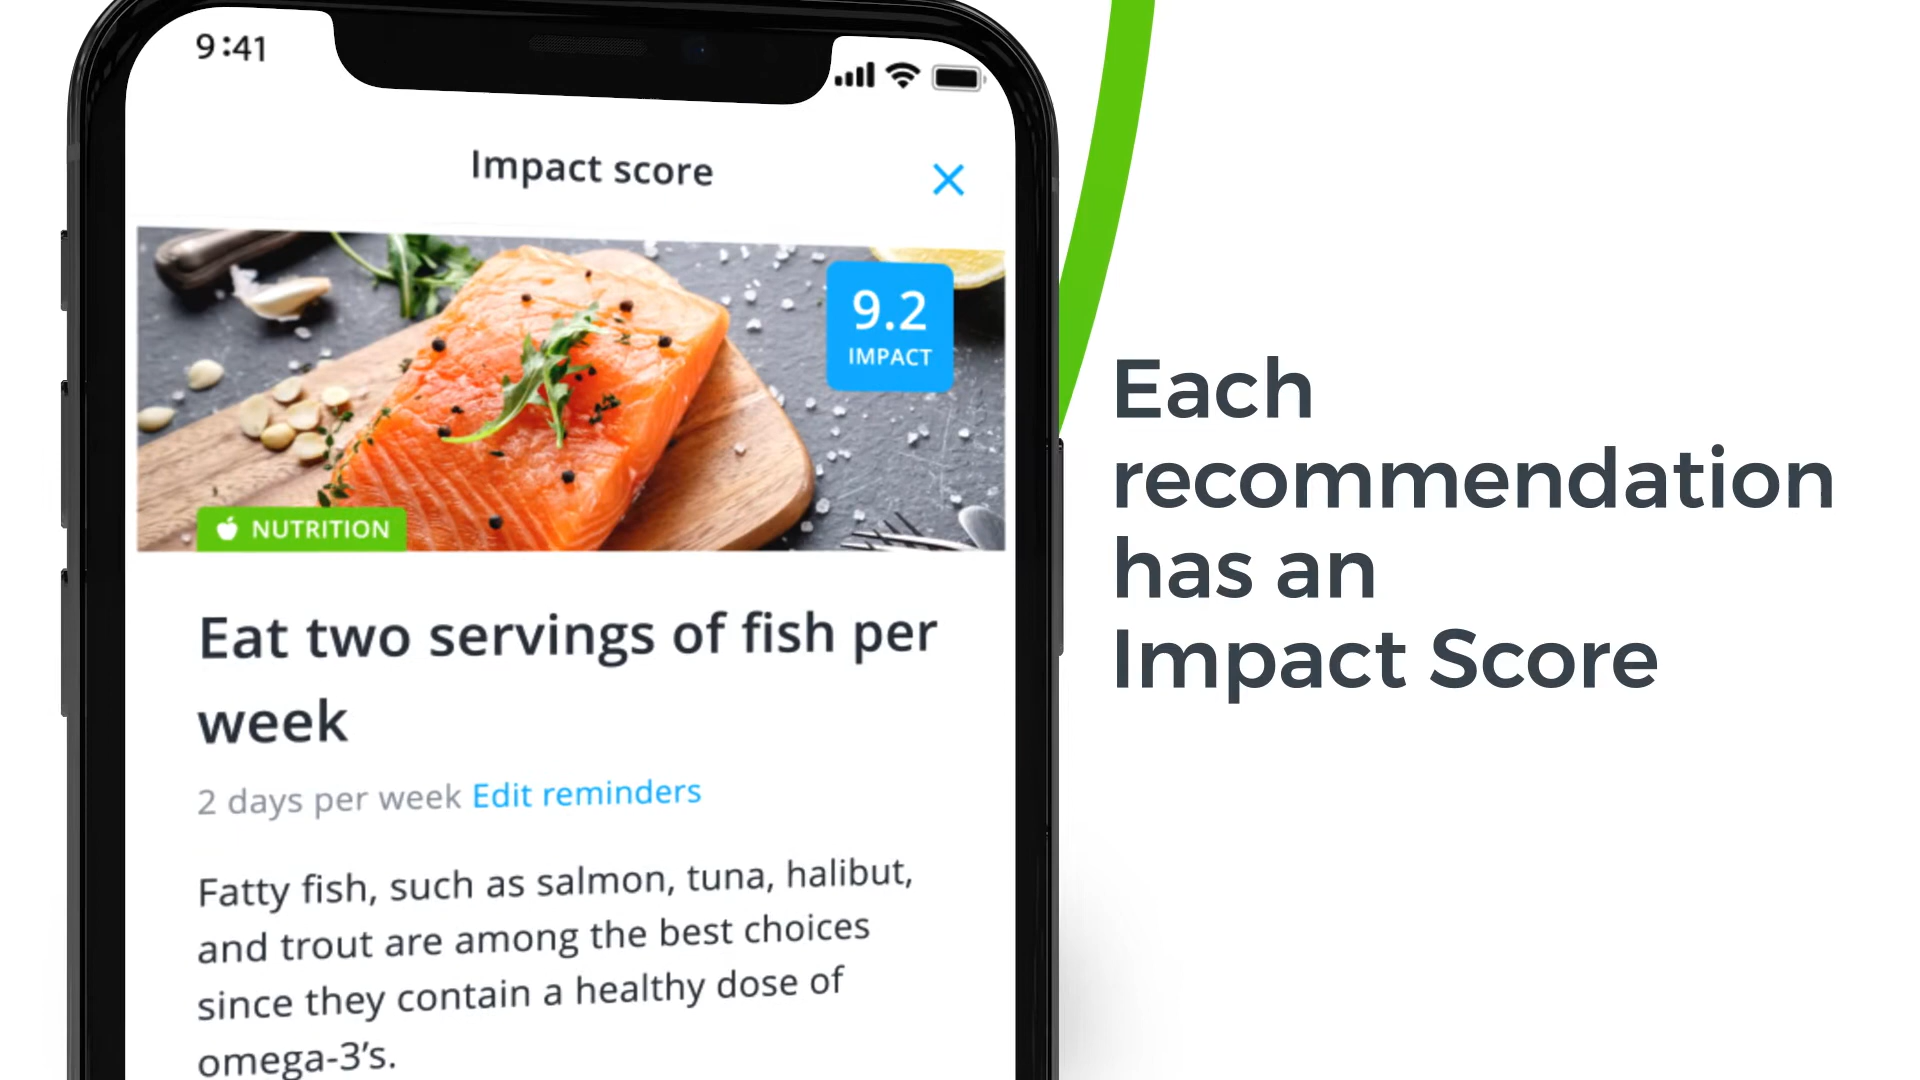 9:41
Impact score
9.2
IMPACT
NUTRITION
Eat two servings of fish per
week
2 days per week Edit reminders
Fatty fish, such as salmon, tuna, halibut,
and trout are among the best choices
since they contain a healthy dose of
omega-3’s.
Each
recommendation
has an
Impact Score